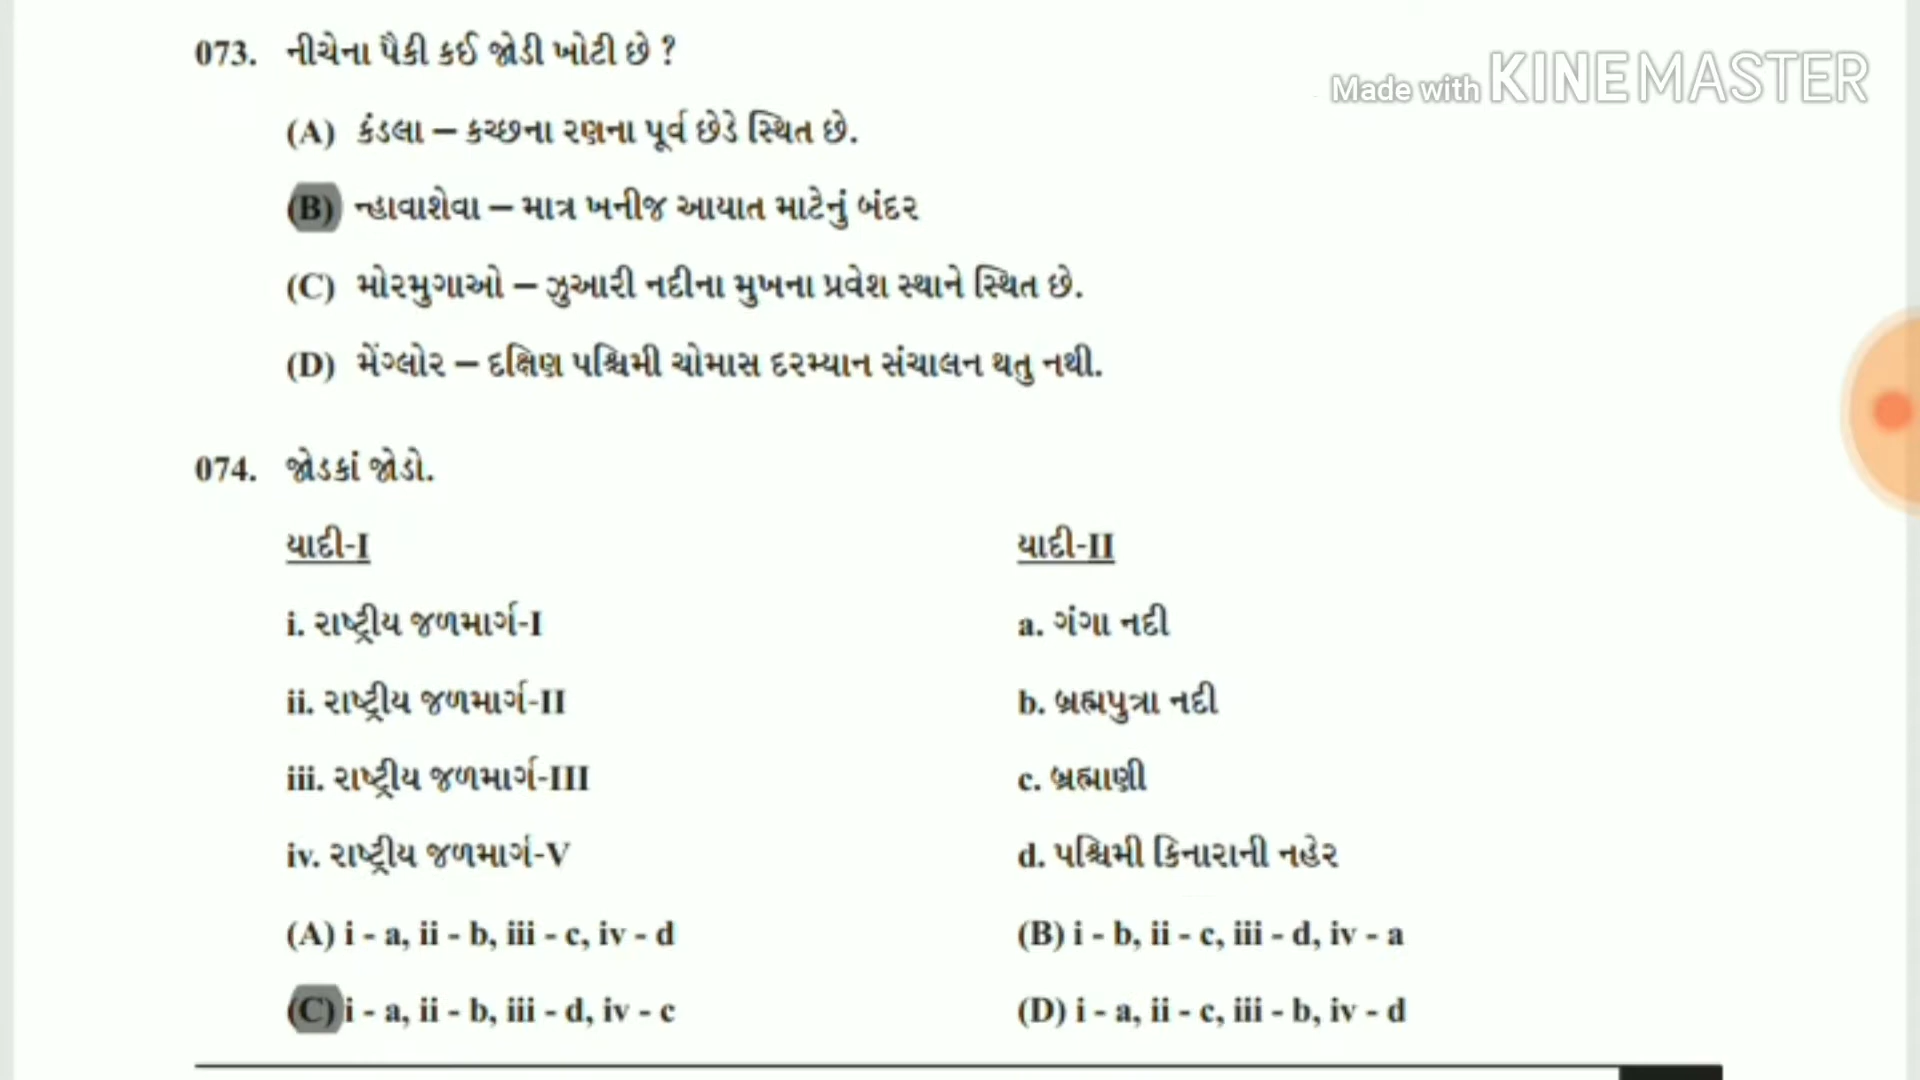 073. નીચેના પૈકી કઈ જોડી ખોટી છે ?
Made with KINEMASTER
(A) કંડલા – કચ્છના રણના પૂર્વ છેડે સ્થિત છે.
(B) ન્હાવાશેવા – માત્ર ખનીજ આયાત માટેનું બંદર
(C) મોરમુગાઓ – ઝુઆરી નદીના મુખના પ્રવેશ સ્થાને સ્થિત છે.
(D) મેંગ્લોર – દક્ષિણ પશ્ચિમી ચોમાસ દરમ્યાન સંચાલન થતુ નથી.
074. જોડકાં જોડો.
યાદી-I યાદી-II
i. રાષ્ટ્રીય જળમાર્ગ-I a. ગંગા નદી
ii. રાષ્ટ્રીય જળમાર્ગ-II b. બ્રહ્મપુત્રા નદી
iii. રાષ્ટ્રીય જળમાર્ગ-III c. બ્રહ્માણી
iv. રાષ્ટ્રીય જળમાર્ગ-V d. પશ્ચિમી કિનારાની નહેર
(A) i - a, ii - b, iii - c, iv - d (B) i - b, ii - c, iii - d, iv - a
(C) i - a, ii - b, iii - d, iv - c (D) i - a, ii - c, iii - b, iv - d